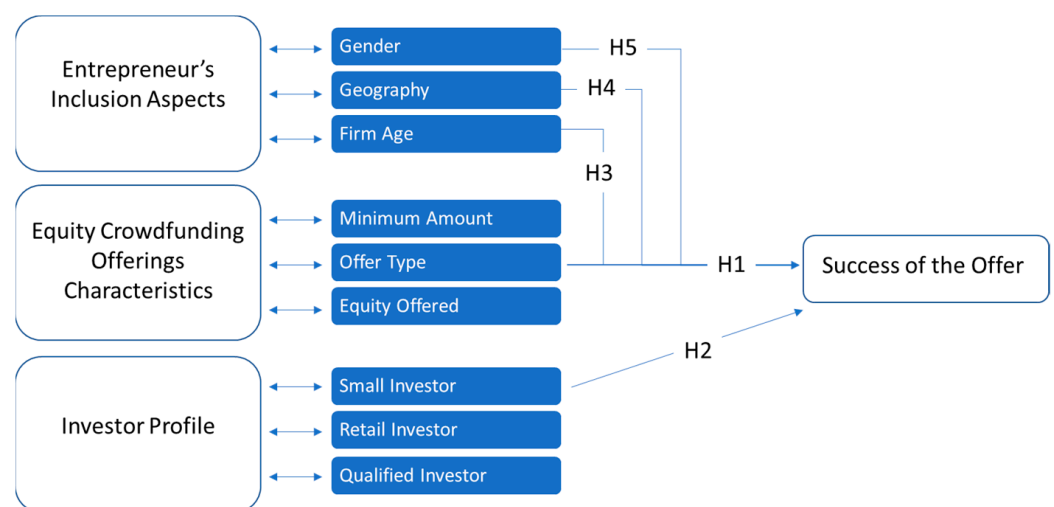 Entrepreneur's
Inclusion Aspects
Gender
Geography
Firm Age
H5
H4
H3
Equity Crowdfunding
Offerings
Characteristics
Minimum Amount
Offer Type
Equity Offered
H1
Success of the Offer
H2
Investor Profile
Small Investor
Retail Investor
Qualified Investor